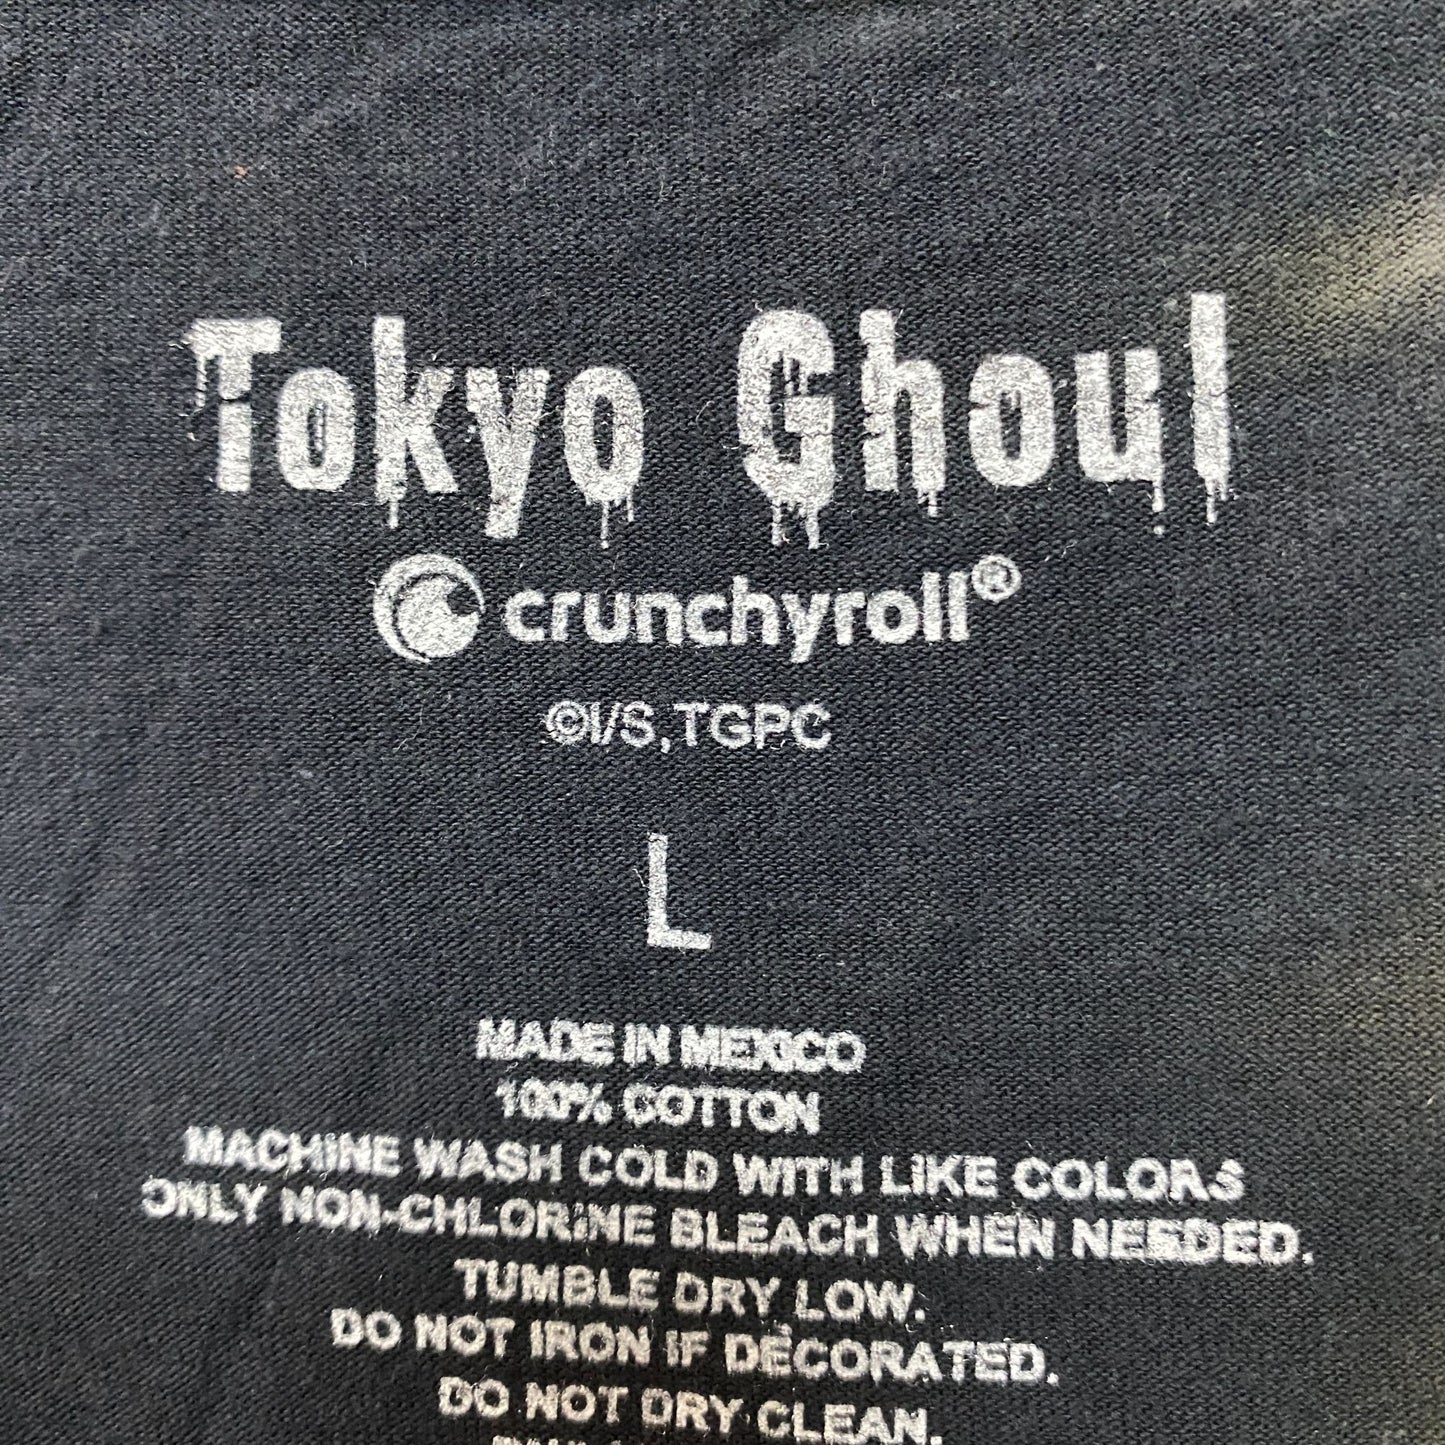 Tokyo Ghoul
crunchyroll®
©I/S,TGPC
L
MADE IN MEXICO
100% COTTON
MACHINE WASH COLD WITH LIKE COLORS
ONLY NON-CHLORINE BLEACH WHEN NEEDED.
TUMBLE DRY LOW.
DO NOT IRON IF DECORATED.
DO NOT DRY CLEAN.